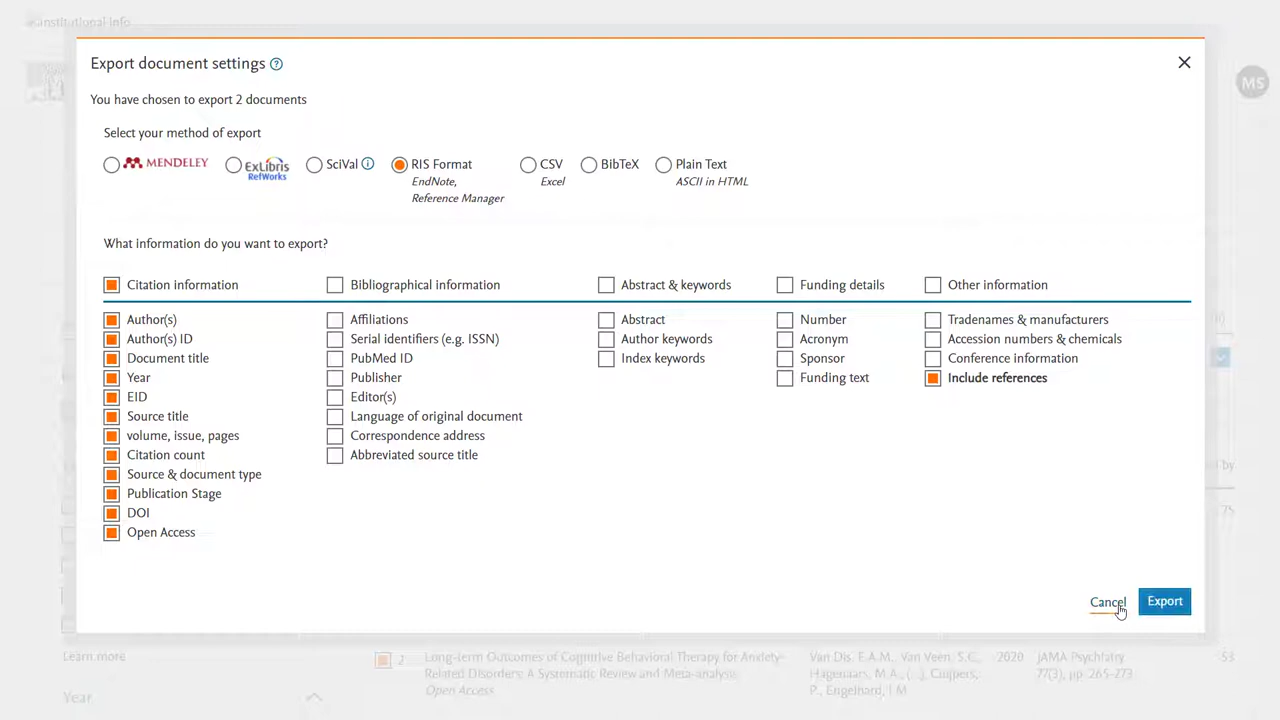 Institutional Info
Export document settings ?
You have chosen to export 2 documents
MS
Select your method of export
MENDELEY
ExLibris
RefWorks
SciVal i
RIS Format
EndNote,
Reference Manager
CSV
Excel
BibTeX
Plain Text
ASCII in HTML
What information do you want to export?
Citation information
Author(s)
Author(s) ID
Document title
Year
EID
Source title
volume, issue, pages
Citation count
Source & document type
Publication Stage
DOI
Open Access
Bibliographical information
Affiliations
Serial identifiers (e.g. ISSN)
PubMed ID
Publisher
Editor(s)
Language of original document
Correspondence address
Abbreviated source title
Abstract & keywords
Abstract
Author keywords
Index keywords
Funding details
Number
Acronym
Sponsor
Funding text
Other information
Tradenames & manufacturers
Accession numbers & chemicals
Conference information
Include references
by
75
Cancel
Export
Learn more
Year
2
Long-Term Outcomes of Cognitive Behavioral Therapy for Anxiety-
Related Disorders: A Systematic Review and Meta-analysis
Open Access
Van Dis, E.A.M., Van Veen, S.C.,
Hagenaars, M.A., (...), Cuijpers,
P., Engelhard, I.M.
2020
JAMA Psychiatry
77(3), pp. 265-273
53